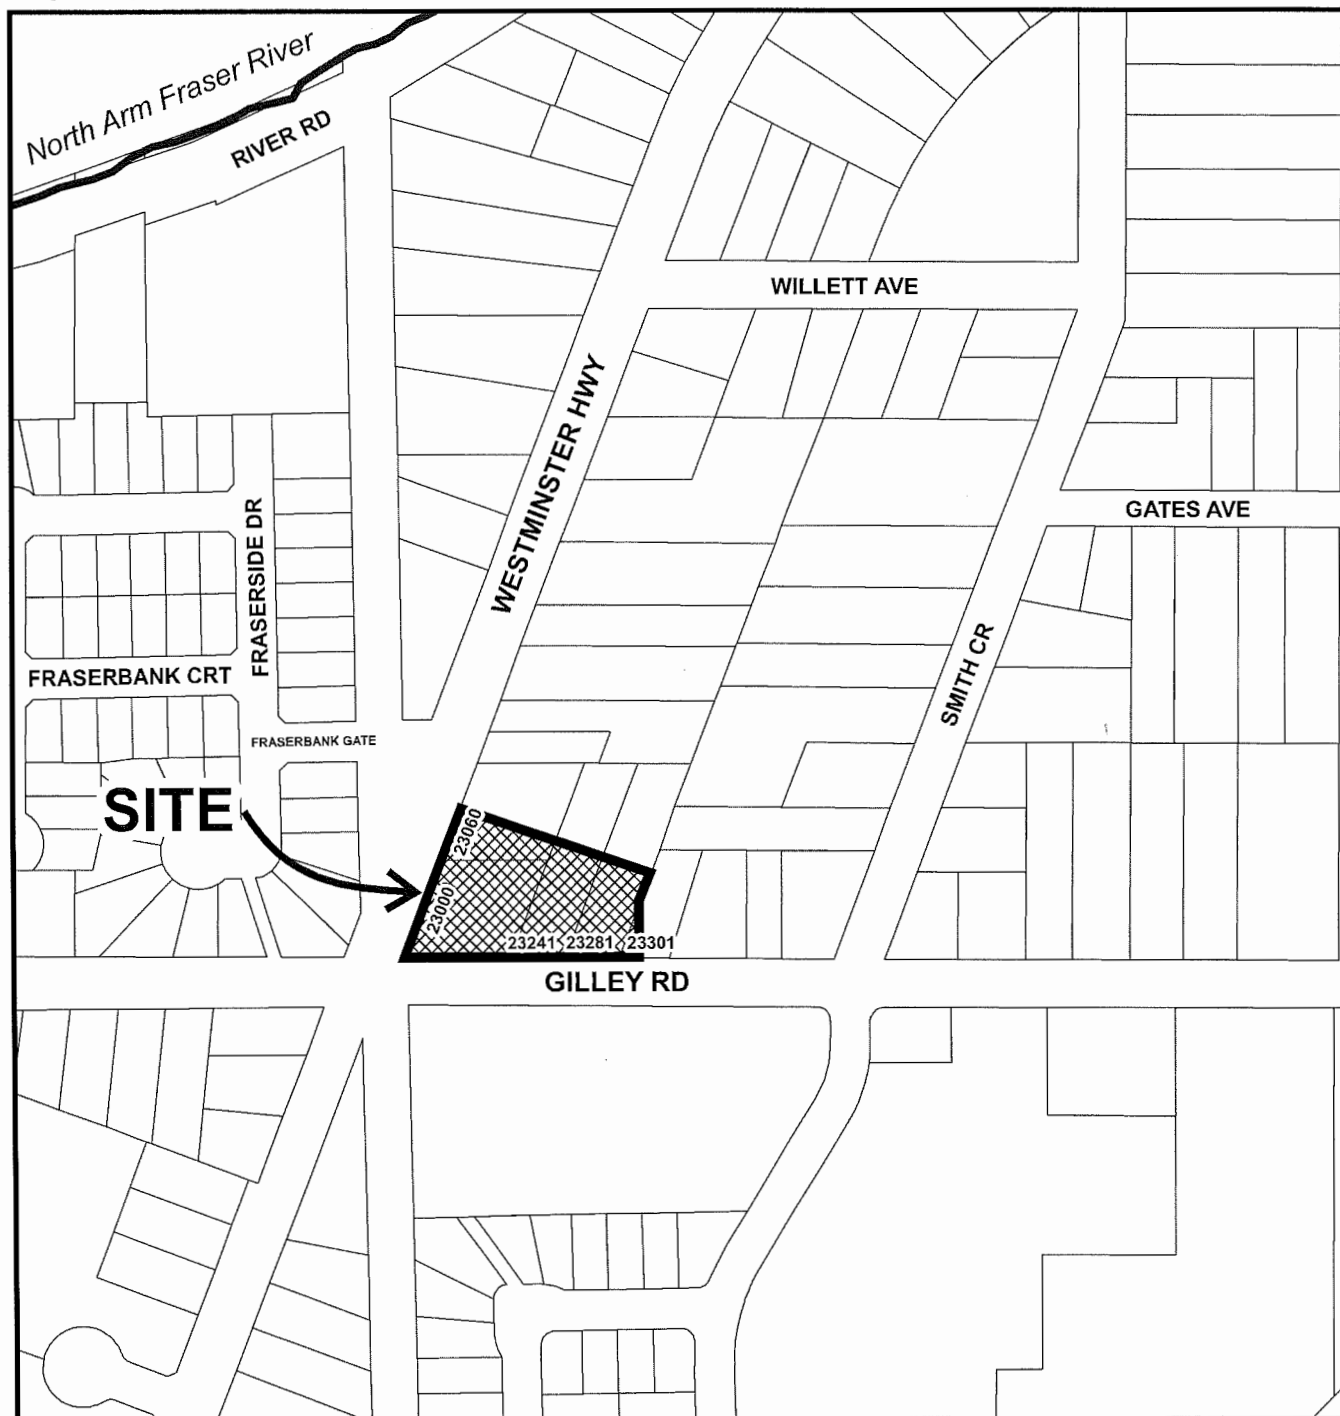 North Arm Fraser River
RIVER RD
WILLETT AVE
WESTMINSTER HWY
GATES AVE
FRASERSIDE DR
SMITH CR
FRASERBANK CRT
FRASERBANK GATE
SITE
23060
23000
23241
23281
23301
GILLEY RD